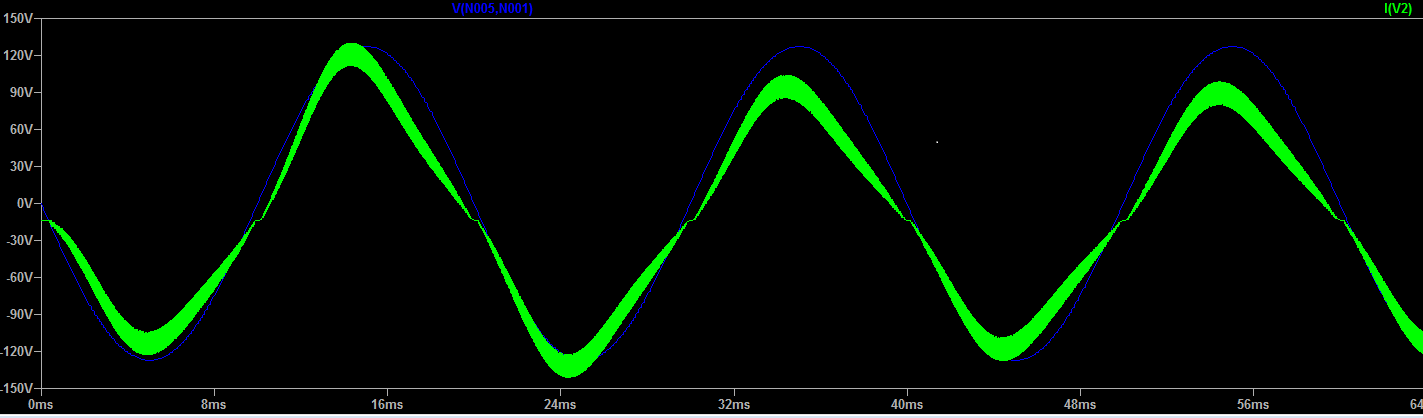 V(N005,N001) I(V2)
150V
120V
90V
60V
30V
0V
-30V
-60V
-90V
-120V
-150V
0ms 8ms 16ms 24ms 32ms 40ms 48ms 56ms 64